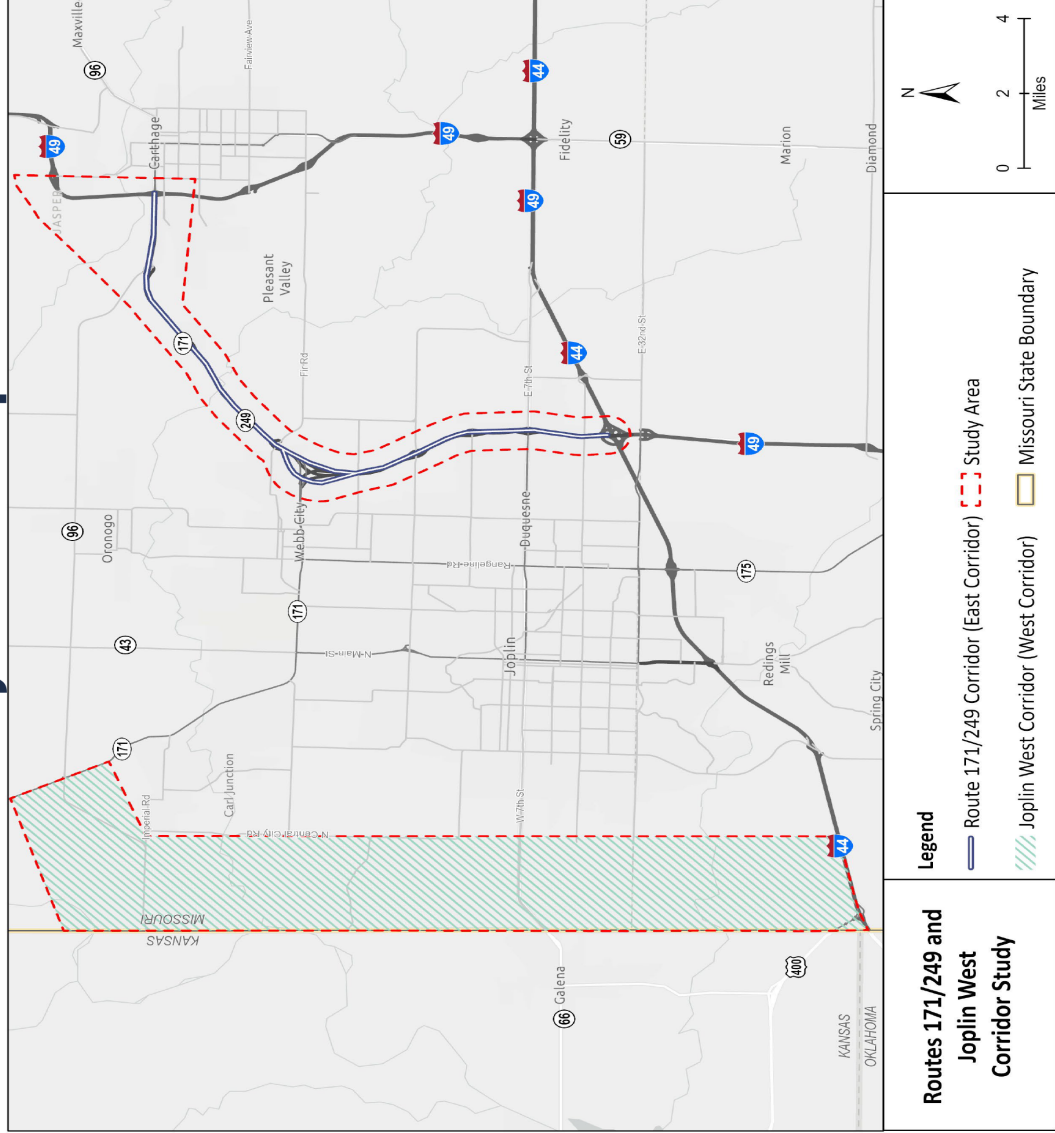 Maxville
96
49
JASPER
Carthage
Fairview Ave
171
Pleasant
Valley
249
Fir Rd
49
44
49
Fidelity
59
Marion
Diamond
44
E 32nd St
E 7th St
49
96
Oronogo
Webb City
Duquesne
Rangeline Rd
175
171
43
N Main St
Joplin
Redings
Mill
Spring City
171
Carl Junction
Imperial Rd
N Central City Rd
W 7th St
44
MISSOURI
KANSAS
66
Galena
400
KANSAS
OKLAHOMA
Routes 171/249 and
Joplin West
Corridor Study
Legend
Route 171/249 Corridor (East Corridor)
Study Area
Joplin West Corridor (West Corridor)
Missouri State Boundary
N
0 2 4
Miles